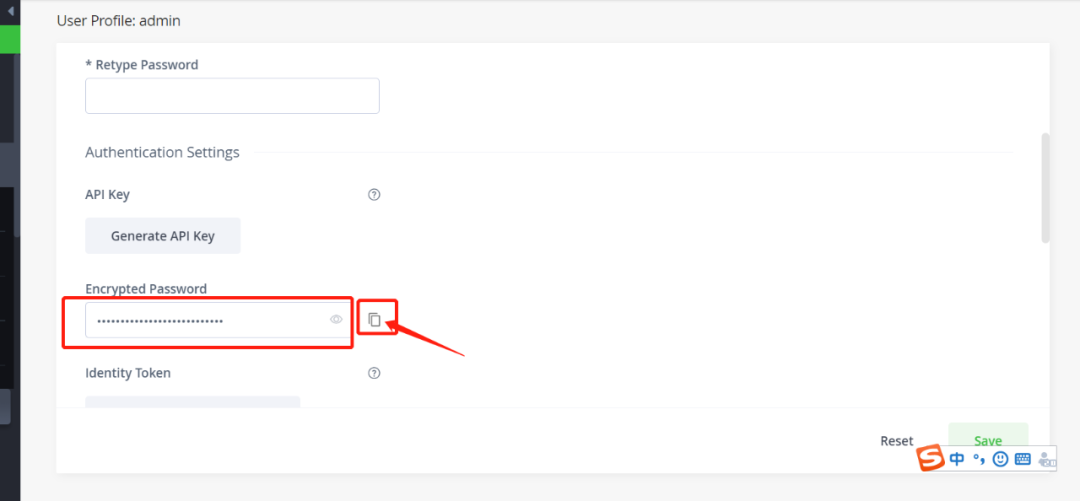 User Profile: admin
* Retype Password
Authentication Settings
API Key
Generate API Key
Encrypted Password
•••••••••••••••••••••••••••
Identity Token
Reset
Save
S 中 °,